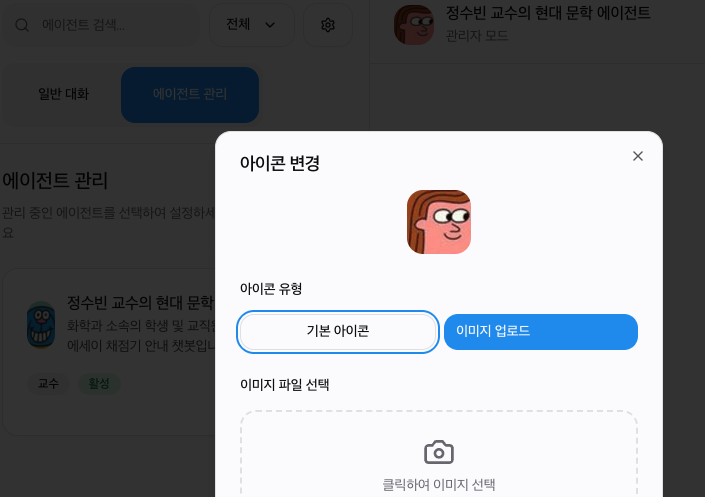 에이전트 검색...
전체
정수빈 교수의 현대 문학 에이전트
관리자 모드
일반 대화
에이전트 관리
아이콘 변경
에이전트 관리
관리 중인 에이전트를 선택하여 설정하세
요
아이콘 유형
정수빈 교수의 현대 문학
화학과 소속의 학생 및 교직원
에세이 채점기 안내 챗봇입니
기본 아이콘
이미지 업로드
교수
활성
이미지 파일 선택
클릭하여 이미지 선택